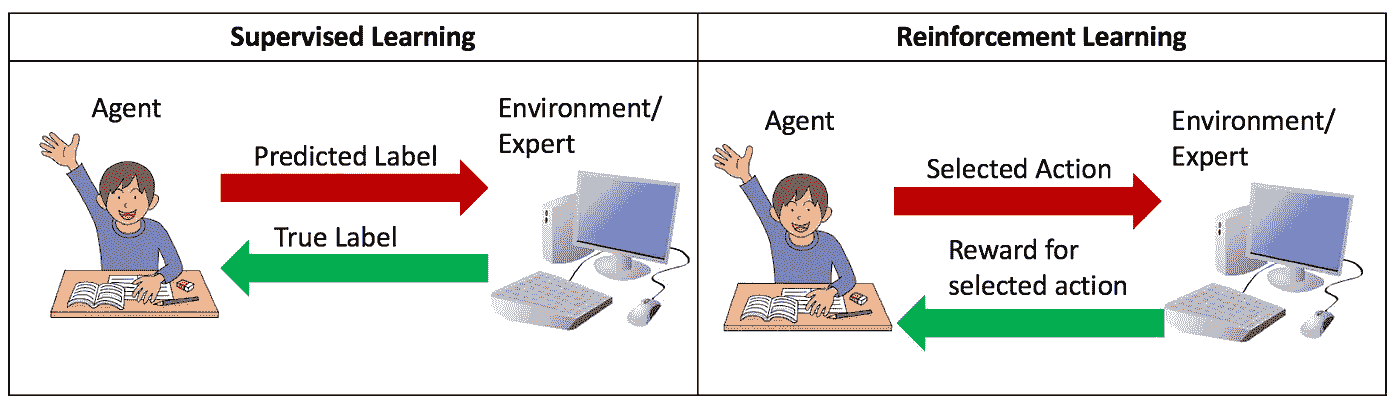 Supervised Learning
Agent
Environment/
Expert
Predicted Label
True Label
Reinforcement Learning
Agent
Environment/
Expert
Selected Action
Reward for
selected action